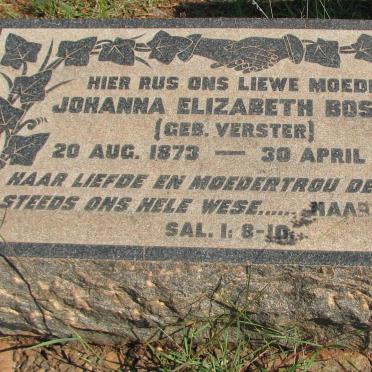 HIER RUS ONS LIEWE MOED
JOHANNA ELIZABETH BOS
(GEB. VERSTER)
20 AUG. 1873 — 30 APRIL
HAAR LIEFDE EN MOEDERTROU DE
STEEDS ONS HELE WESE...... HAAR
SAL. 1: 8-10